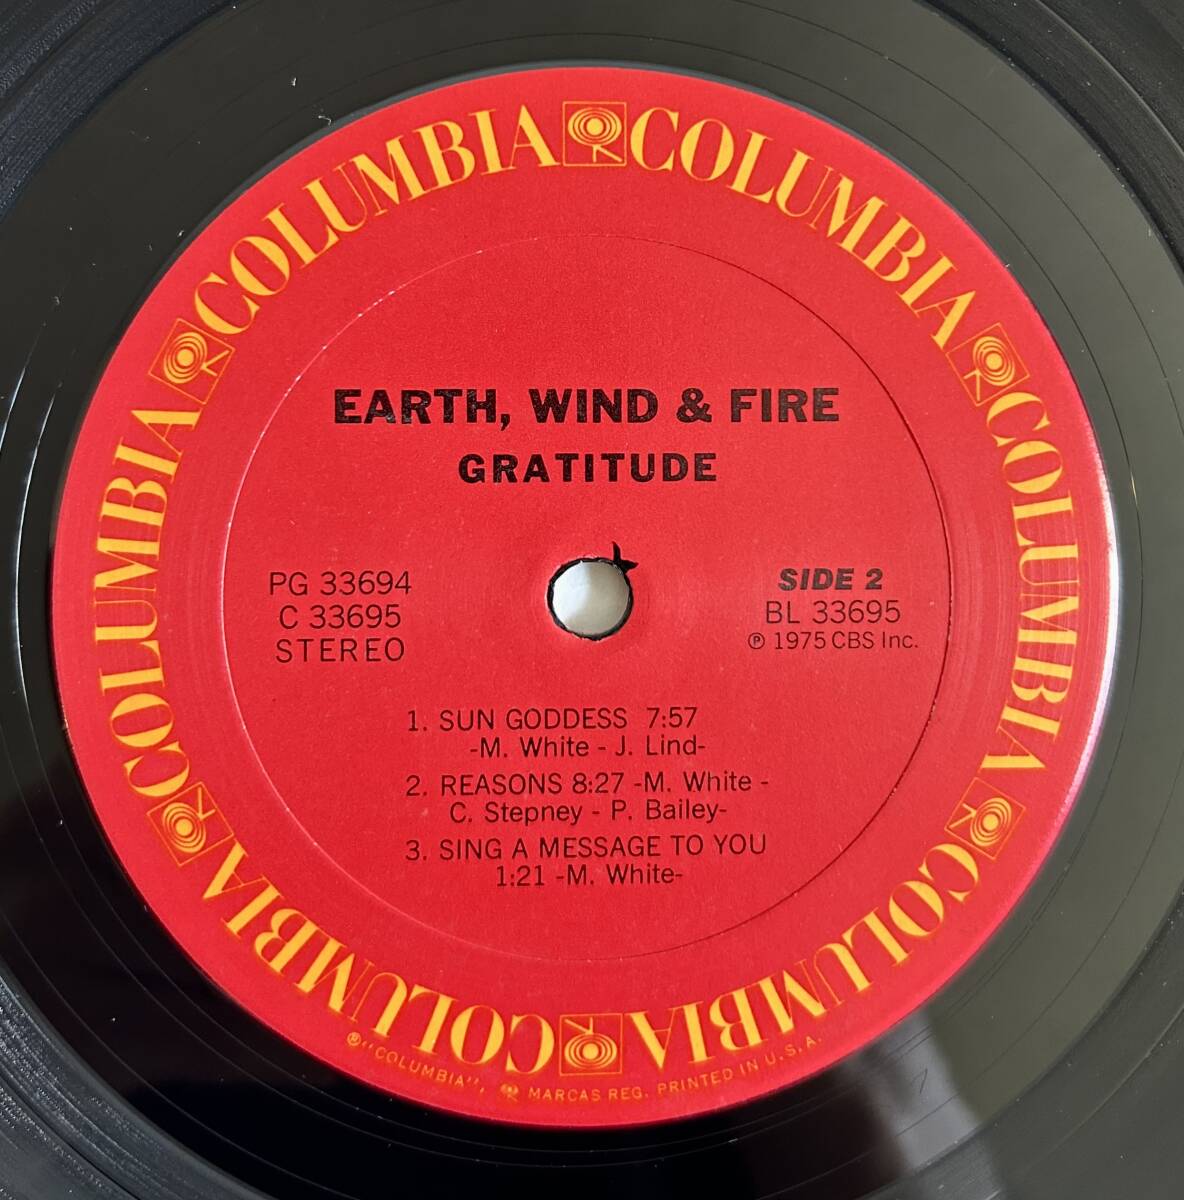 COLUMBIA COLUMBIA COLUMBIA COLUMBIA COLUMBIA COLUMBIA
EARTH, WIND & FIRE
GRATITUDE
PG 33694
C 33695
STEREO
SIDE 2
BL 33695
℗ 1975 CBS Inc.
1. SUN GODDESS 7:57
-M. White - J. Lind-
2. REASONS 8:27 -M. White -
C. Stepney - P. Bailey-
3. SING A MESSAGE TO YOU
1:21 -M. White-
® "COLUMBIA", MARCAS REG. PRINTED IN U.S.A.